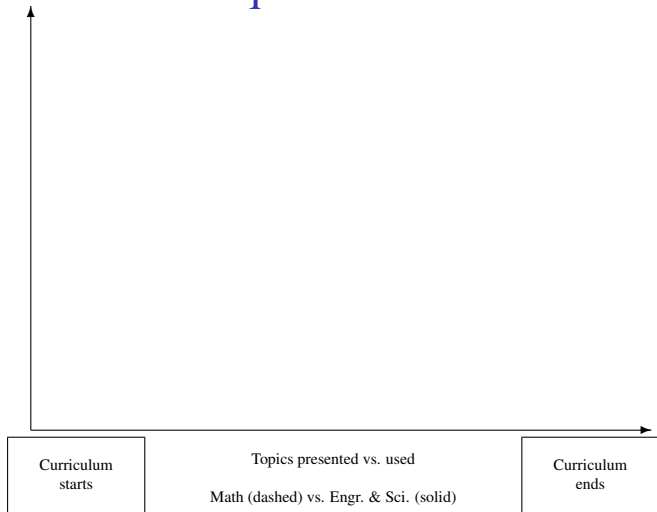 Curriculum
starts
Topics presented vs. used
Math (dashed) vs. Engr. & Sci. (solid)
Curriculum
ends